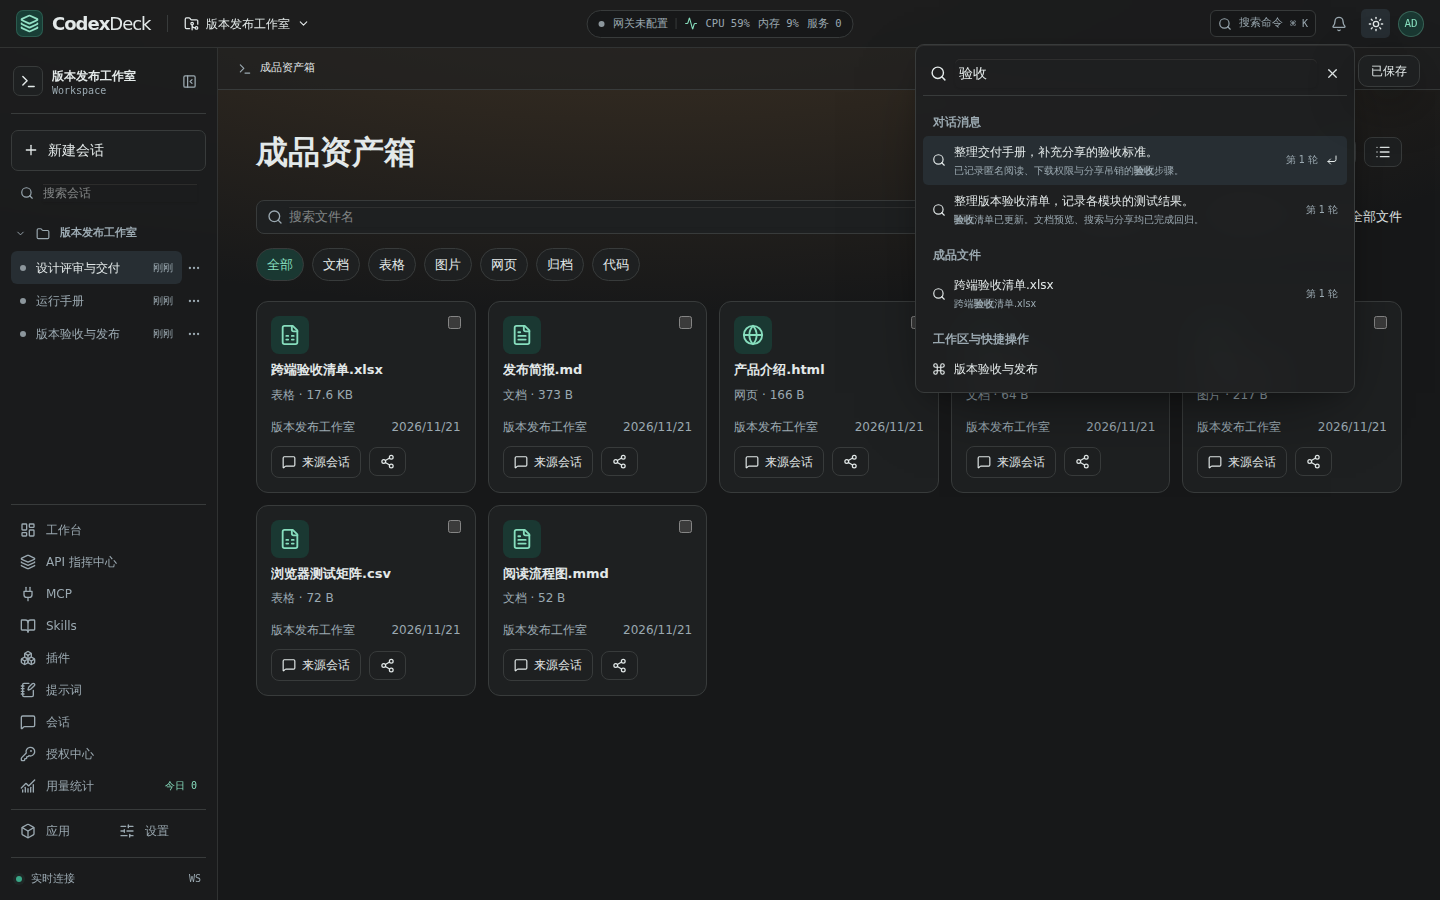 CodexDeck
版本发布工作室
网关未配置 CPU 59% 内存 9% 服务 0
搜索命令 ⌘ K
AD
版本发布工作室
Workspace
新建会话
搜索会话
版本发布工作室
设计评审与交付 刚刚
运行手册 刚刚
版本验收与发布 刚刚
工作台
API 指挥中心
MCP
Skills
插件
提示词
会话
授权中心
用量统计 今日 0
应用 设置
实时连接 WS
成品资产箱
已保存
成品资产箱
搜索文件名
全部文件
全部 文档 表格 图片 网页 归档 代码
验收
对话消息
整理交付手册，补充分享的验收标准。 第 1 轮
已记录匿名阅读、下载权限与分享吊销的验收步骤。
整理版本验收清单，记录各模块的测试结果。 第 1 轮
验收清单已更新。文档预览、搜索与分享均已完成回归。
成品文件
跨端验收清单.xlsx 第 1 轮
跨端验收清单.xlsx
工作区与快捷操作
版本验收与发布
跨端验收清单.xlsx
表格 · 17.6 KB
版本发布工作室 2026/11/21
来源会话
发布简报.md
文档 · 373 B
版本发布工作室 2026/11/21
来源会话
产品介绍.html
网页 · 166 B
版本发布工作室 2026/11/21
来源会话
文档 · 64 B
版本发布工作室 2026/11/21
来源会话
图片 · 217 B
版本发布工作室 2026/11/21
来源会话
浏览器测试矩阵.csv
表格 · 72 B
版本发布工作室 2026/11/21
来源会话
阅读流程图.mmd
文档 · 52 B
版本发布工作室 2026/11/21
来源会话